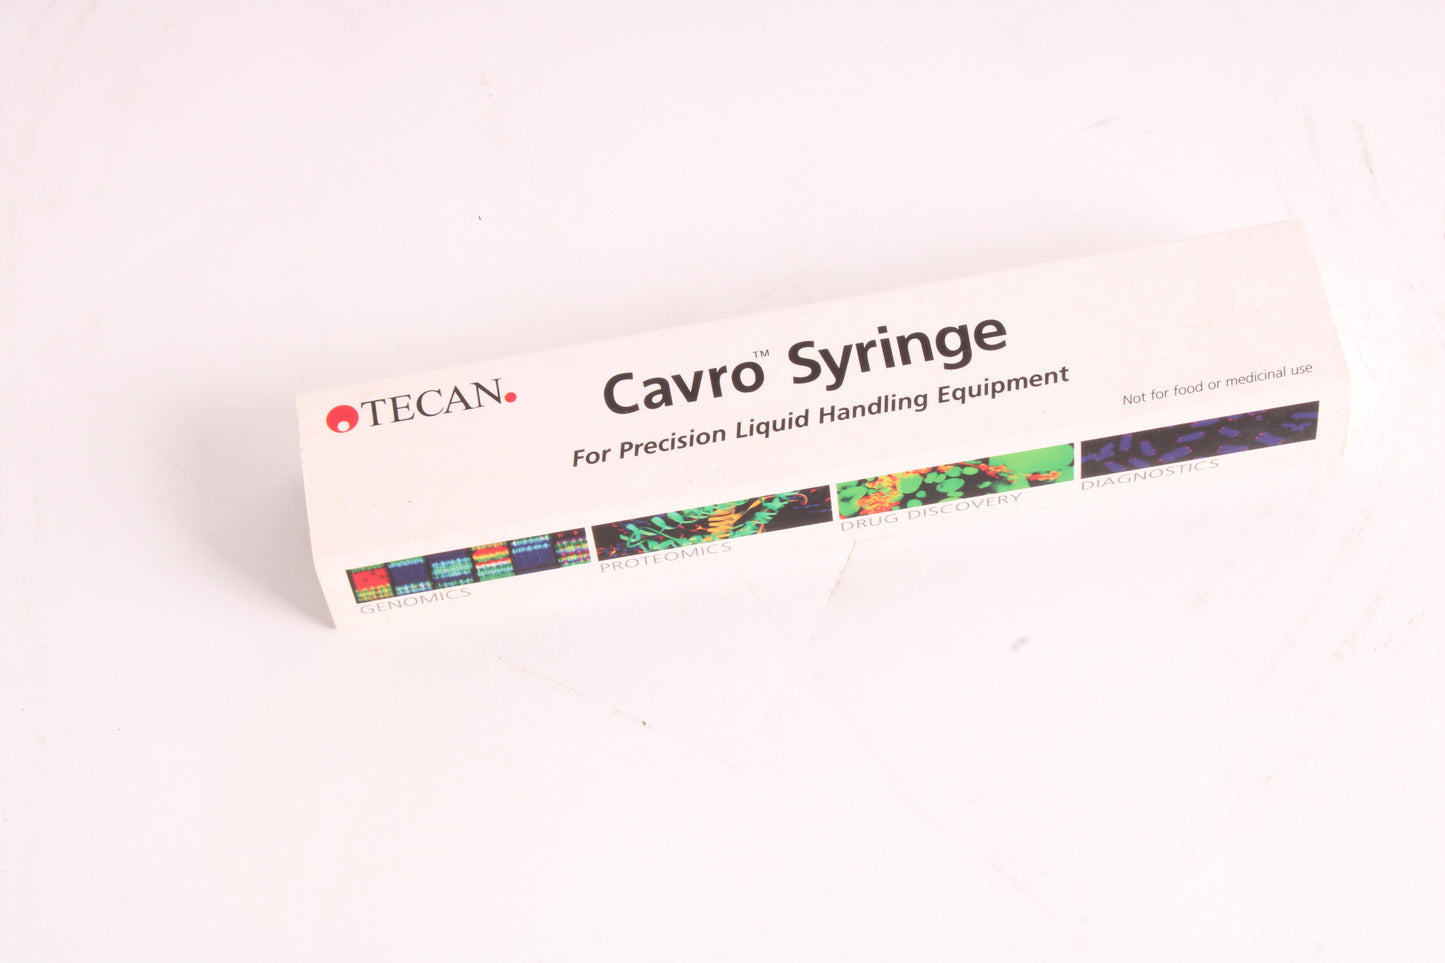 TECAN.
Cavro™ Syringe
For Precision Liquid Handling Equipment
Not for food or medicinal use
GENOMICS
PROTEOMICS
DRUG DISCOVERY
DIAGNOSTICS